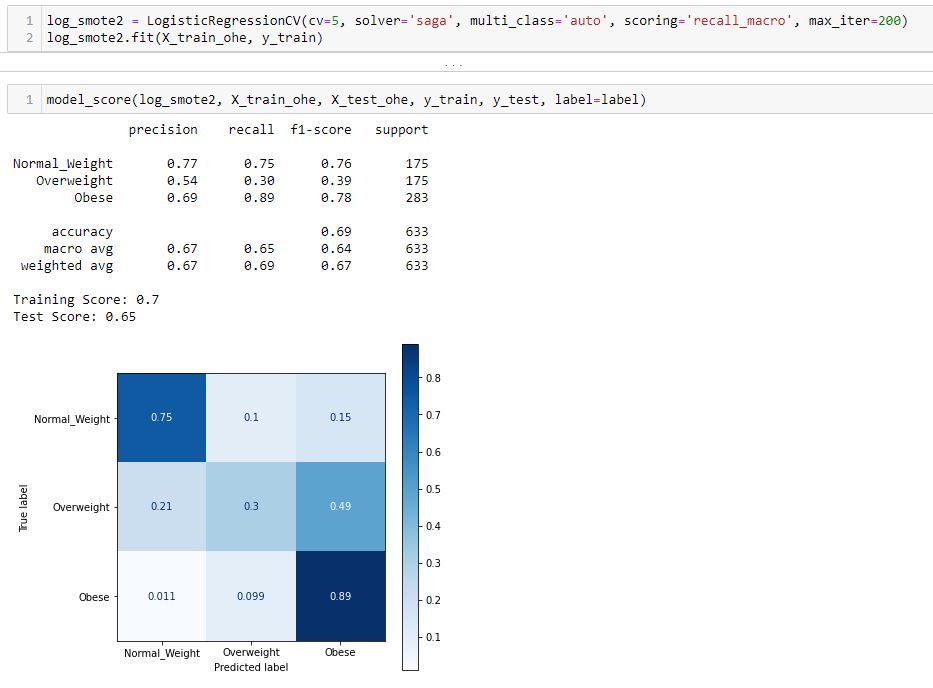 1 log_smote2 = LogisticRegressionCV(cv=5, solver='saga', multi_class='auto', scoring='recall_macro', max_iter=200)
2 log_smote2.fit(X_train_ohe, y_train)
...
1 model_score(log_smote2, X_train_ohe, X_test_ohe, y_train, y_test, label=label)
precision recall f1-score support
Normal_Weight 0.77 0.75 0.76 175
Overweight 0.54 0.30 0.39 175
Obese 0.69 0.89 0.78 283
accuracy 0.69 633
macro avg 0.67 0.65 0.64 633
weighted avg 0.67 0.69 0.67 633
Training Score: 0.7
Test Score: 0.65
0.8
Normal_Weight 0.75 0.1 0.15
0.7
0.6
True label
Overweight 0.21 0.3 0.49
0.5
0.4
0.3
Obese 0.011 0.099 0.89
0.2
0.1
Normal_Weight Overweight Obese
Predicted label